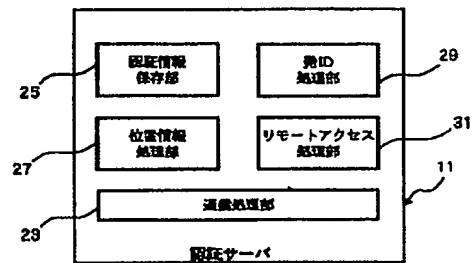 認証情報
保存部
発ID
処理部
25
29
位置情報
処理部
リモートアクセス
処理部
27
31
11
通信処理部
23
認証サーバ